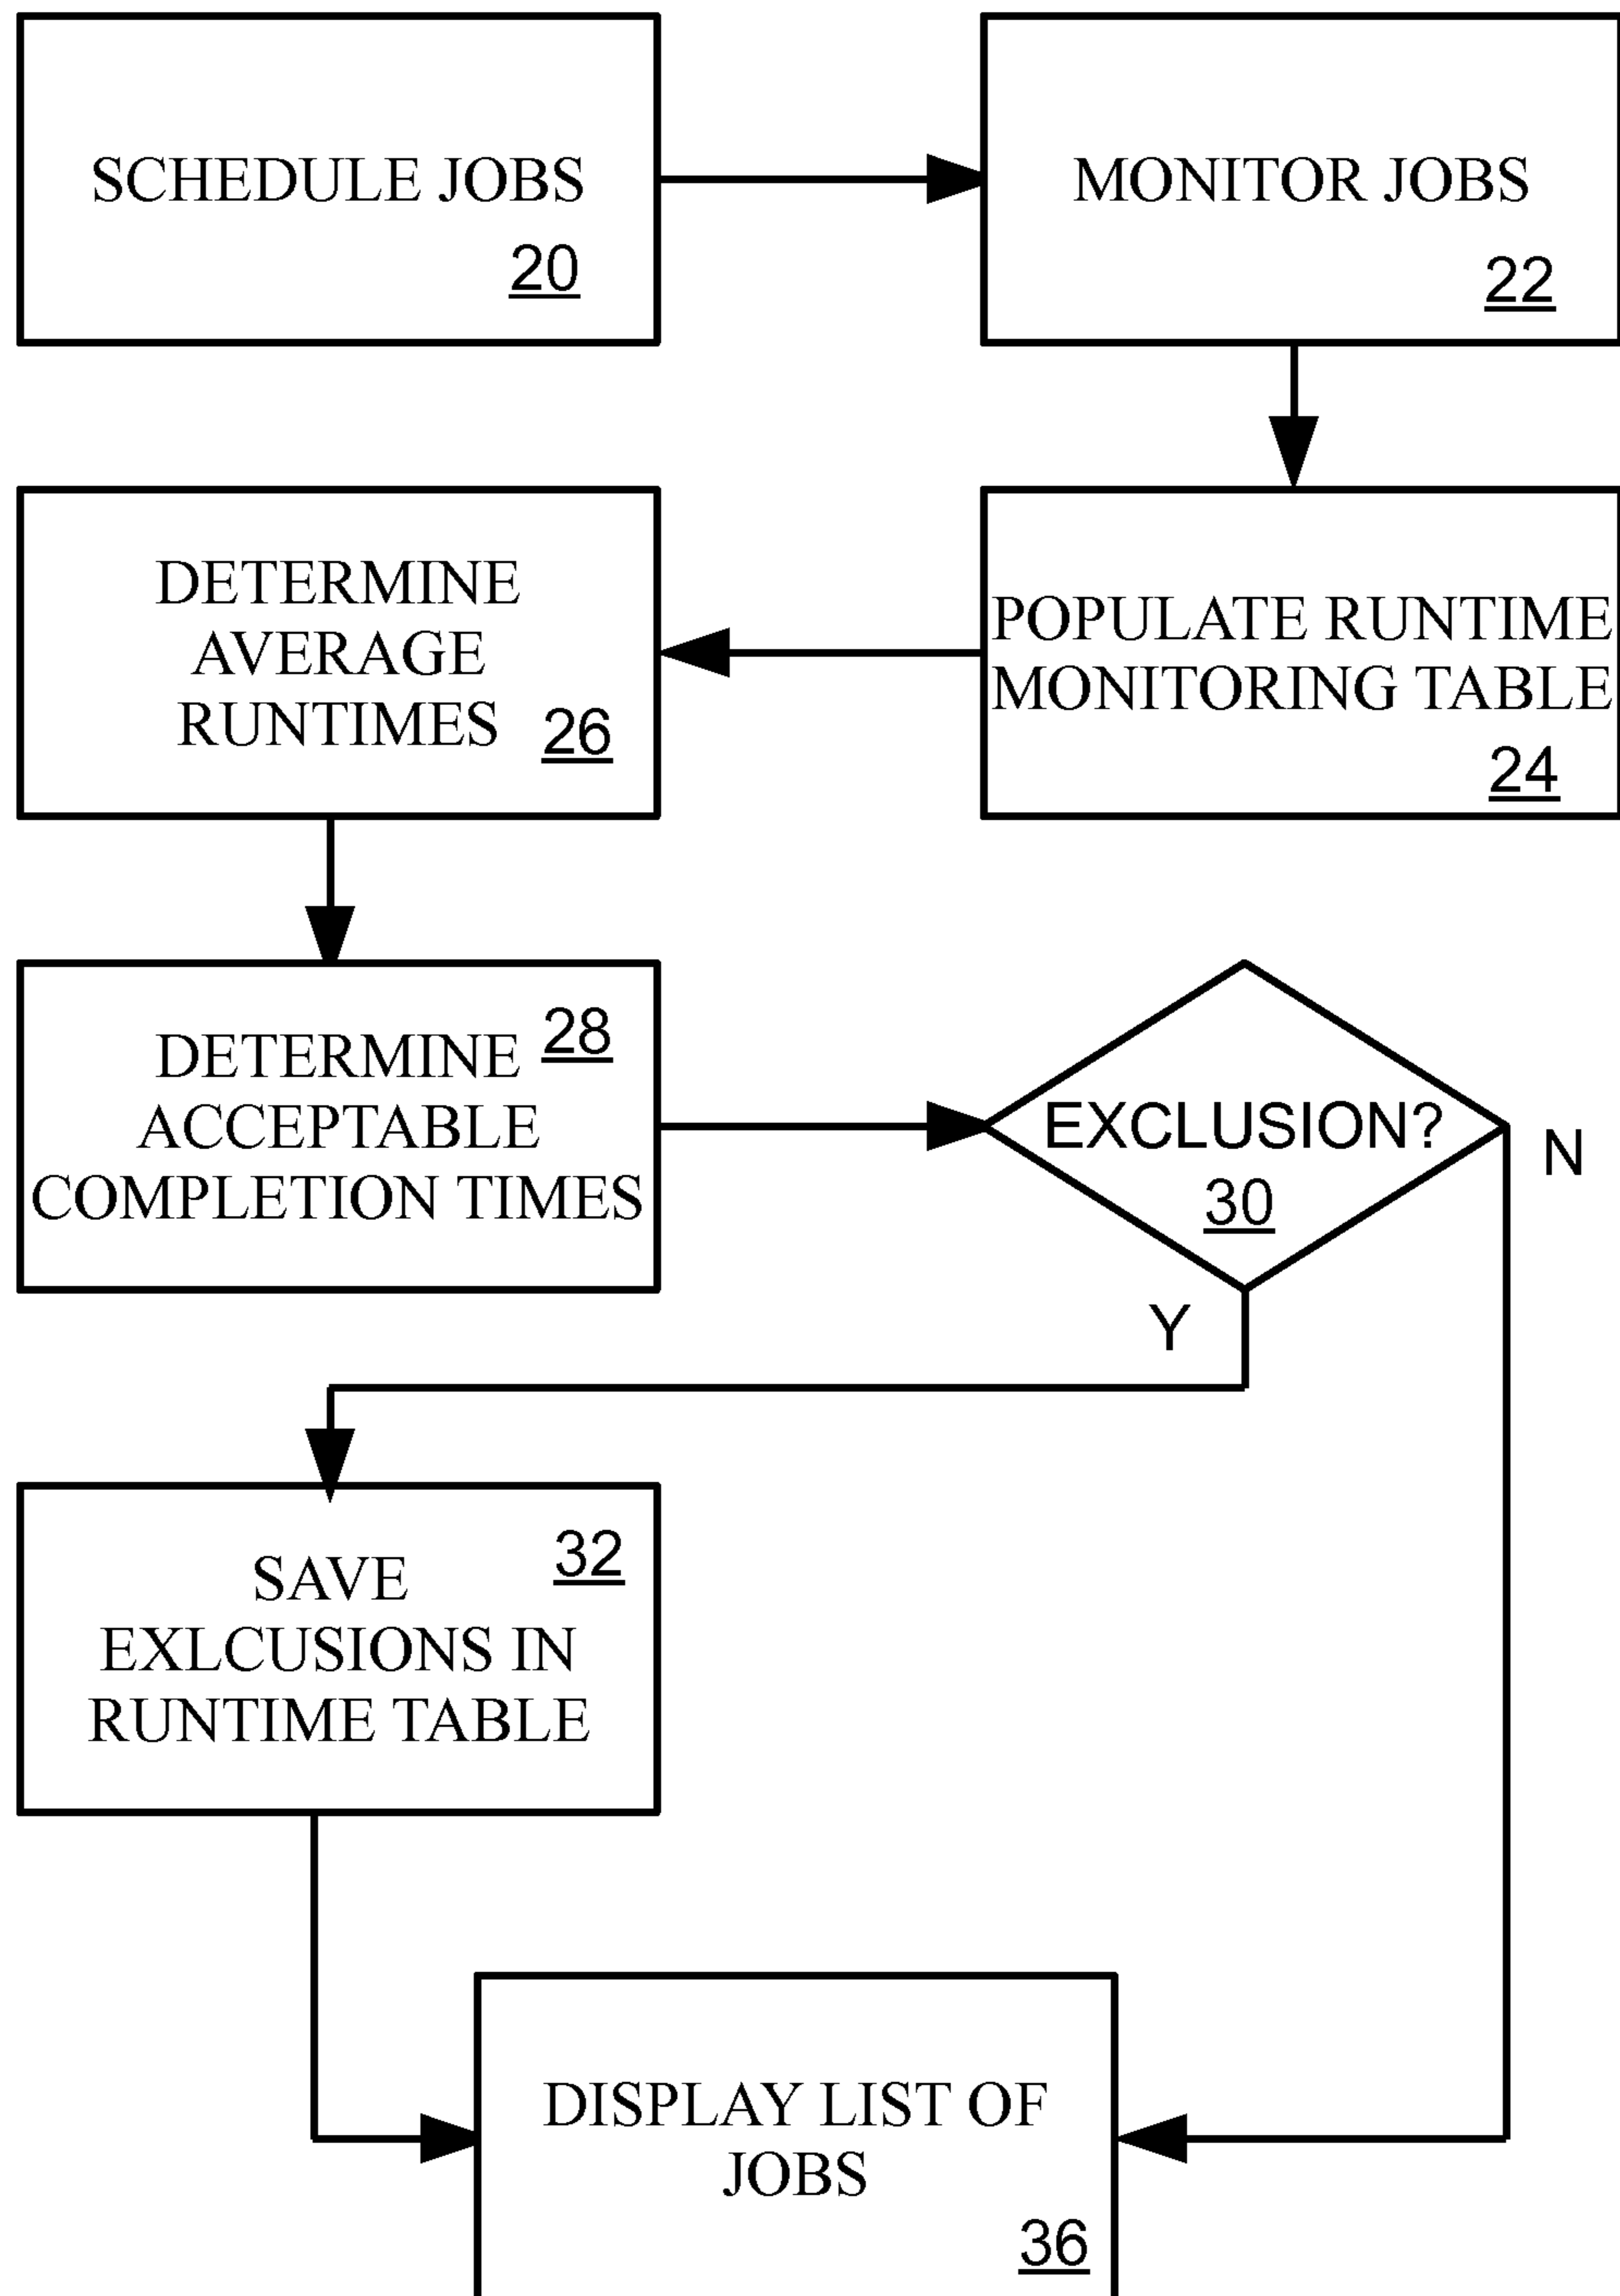 SCHEDULE JOBS
20
MONITOR JOBS
22
POPULATE RUNTIME
MONITORING TABLE
24
DETERMINE
AVERAGE
RUNTIMES
26
28
DETERMINE
ACCEPTABLE
COMPLETION TIMES
EXCLUSION?
30
N
Y
32
SAVE
EXLCUSIONS IN
RUNTIME TABLE
DISPLAY LIST OF
JOBS
36